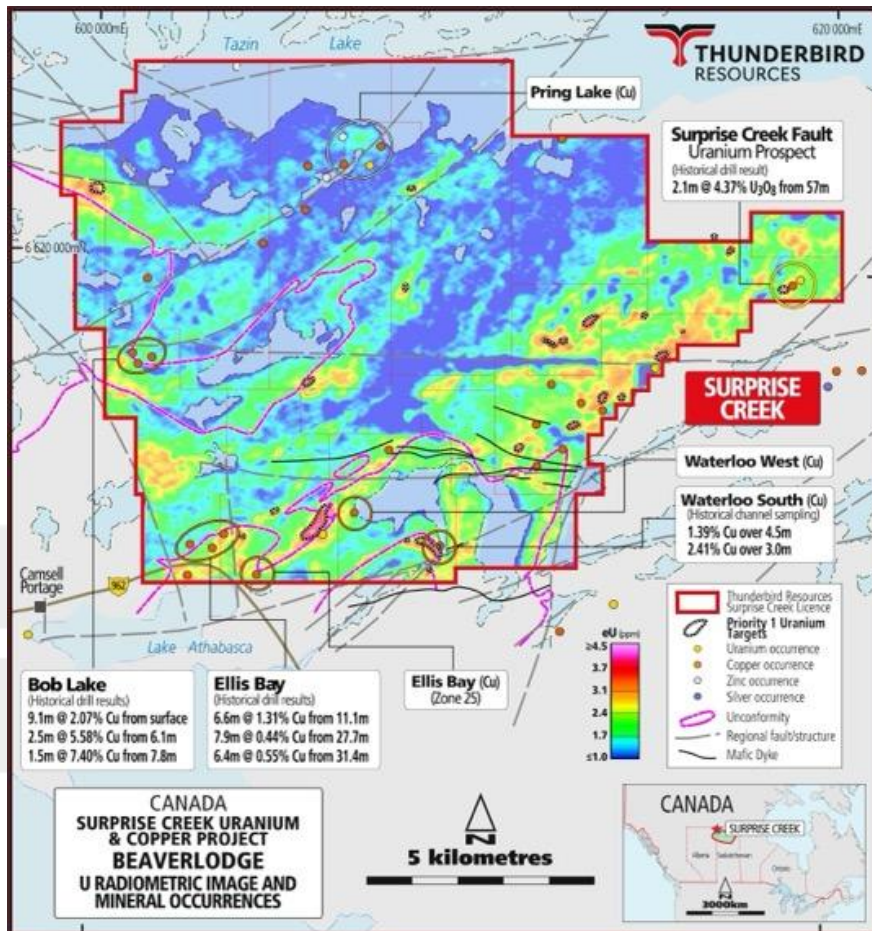 600 000mE
620 000mE
Tazin Lake
THUNDERBIRD
RESOURCES
Pring Lake (Cu)
Surprise Creek Fault
Uranium Prospect
(Historical drill result)
2.1m @ 4.37% U₃O₈ from 57m
6 620 000mN
SURPRISE
CREEK
Waterloo West (Cu)
Waterloo South (Cu)
(Historical channel sampling)
1.39% Cu over 4.5m
2.41% Cu over 3.0m
Camsell
Portage
962
Lake Athabasca
Bob Lake
(Historical drill results)
9.1m @ 2.07% Cu from surface
2.5m @ 5.58% Cu from 6.1m
1.5m @ 7.40% Cu from 7.8m
Ellis Bay
(Historical drill results)
6.6m @ 1.31% Cu from 11.1m
7.9m @ 0.44% Cu from 27.7m
6.4m @ 0.55% Cu from 31.4m
Ellis Bay (Cu)
(Zone 25)
eU (ppm)
≥4.5
3.7
3.1
2.4
1.7
≤1.0
Thunderbird Resources
Surprise Creek Licence
Priority 1 Uranium
Targets
Uranium occurrence
Copper occurrence
Zinc occurrence
Silver occurrence
Unconformity
Regional fault/structure
Mafic Dyke
CANADA
SURPRISE CREEK URANIUM
& COPPER PROJECT
BEAVERLODGE
U RADIOMETRIC IMAGE AND
MINERAL OCCURRENCES
N
5 kilometres
CANADA
SURPRISE CREEK
Alberta
Saskatchewan
Ontario
N
3000km